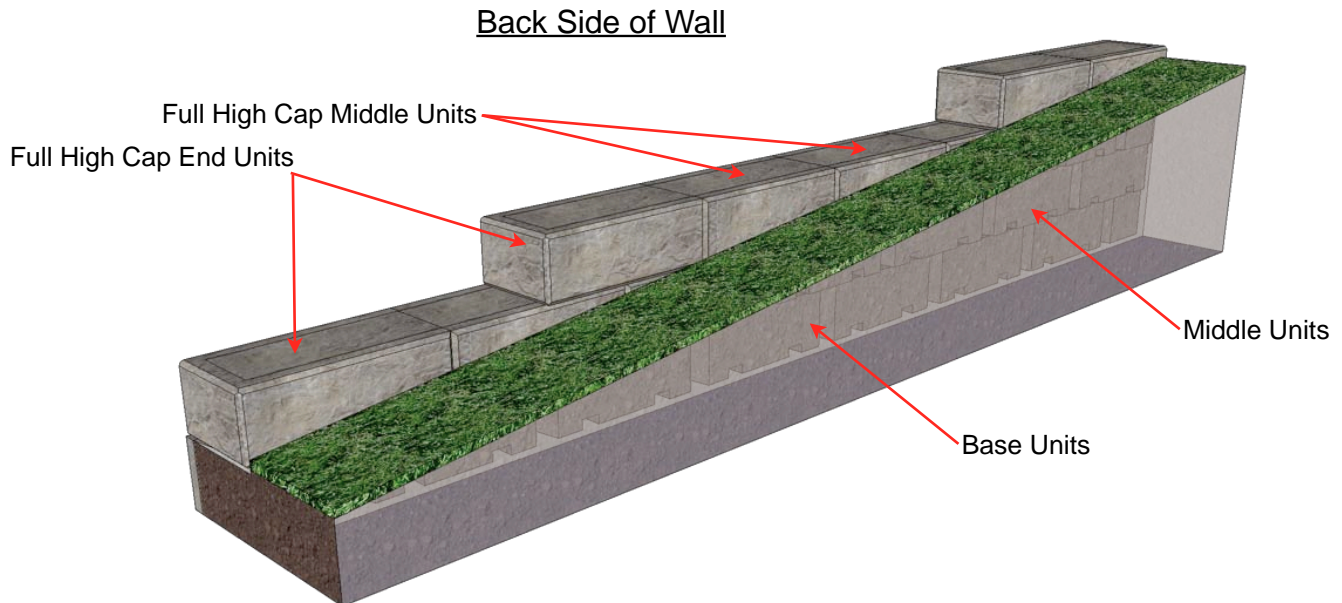 Back Side of Wall
Full High Cap Middle Units
Full High Cap End Units
Middle Units
Base Units